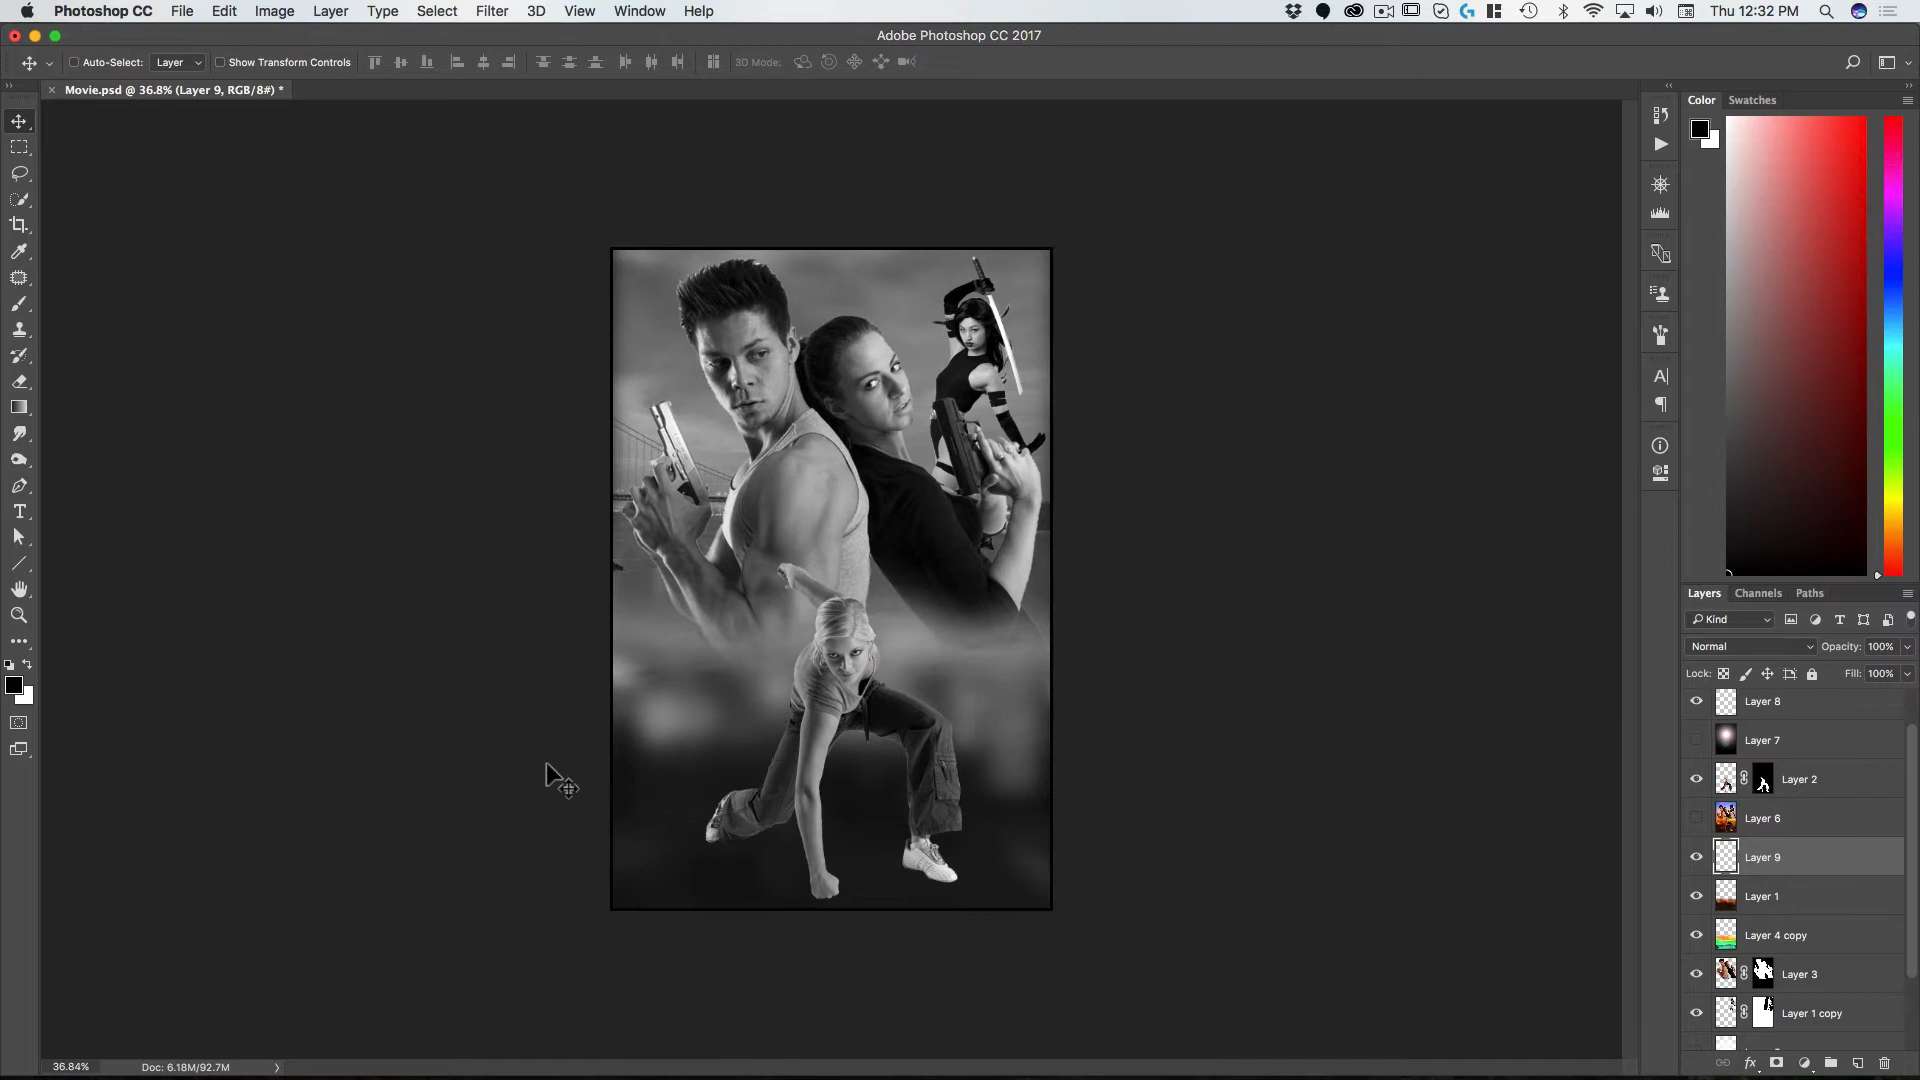 Photoshop CC File Edit Image Layer Type Select Filter 3D View Window Help Thu 12:32 PM
Adobe Photoshop CC 2017
Auto-Select: Layer Show Transform Controls 3D Mode:
Movie.psd @ 36.8% (Layer 9, RGB/8#) *
Color Swatches
Layers Channels Paths
Kind
Normal Opacity: 100%
Lock: Fill: 100%
Layer 8
Layer 7
Layer 2
Layer 6
Layer 9
Layer 1
Layer 4 copy
Layer 3
Layer 1 copy
36.84% Doc: 6.18M/92.7M